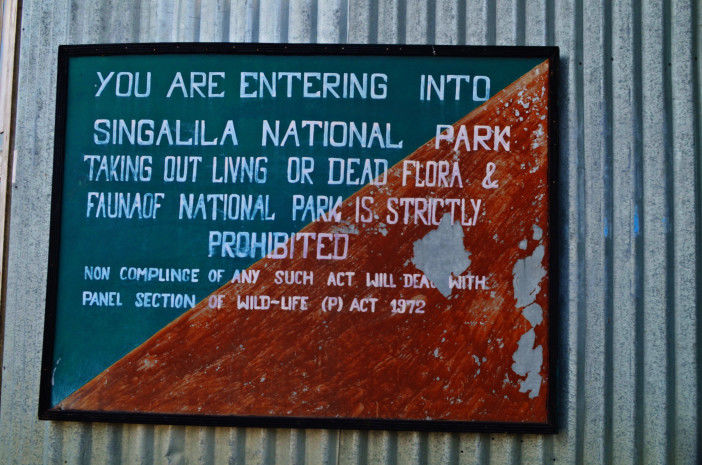 YOU ARE ENTERING INTO
SINGALILA NATIONAL PARK
TAKING OUT LIVNG OR DEAD FLORA &
FAUNAOF NATIONAL PARK IS STRICTLY
PROHIBITED
NON COMPLINCE OF ANY SUCH ACT WILL DEAL WITH
PANEL SECTION OF WILD-LIFE (P) ACT 1972